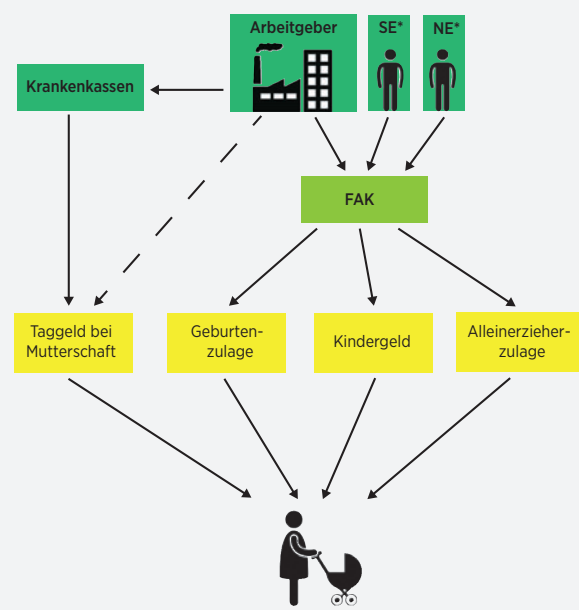 Arbeitgeber
SE*
NE*
Krankenkassen
FAK
Taggeld bei
Mutterschaft
Geburten-
zulage
Kindergeld
Alleinerzieher-
zulage